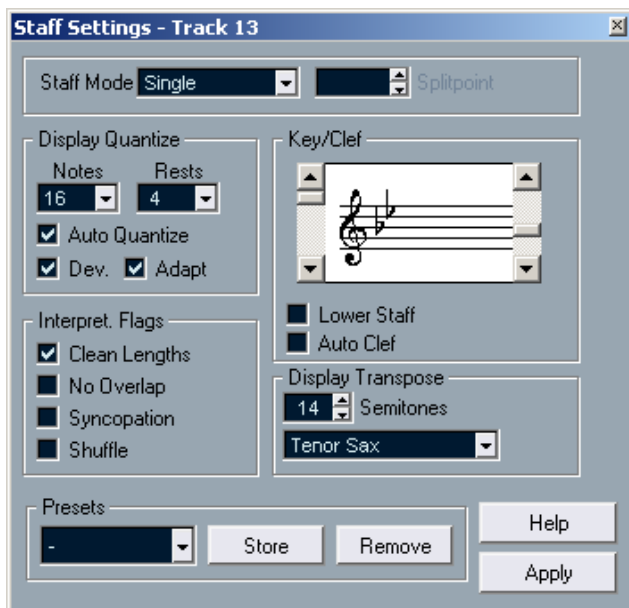 Staff Settings - Track 13
Staff Mode Single Splitpoint
Display Quantize
Notes Rests
16 4
Auto Quantize
Dev. Adapt
Interpret. Flags
Clean Lengths
No Overlap
Syncopation
Shuffle
Key/Clef
Lower Staff
Auto Clef
Display Transpose
14 Semitones
Tenor Sax
Presets
- Store Remove
Help
Apply